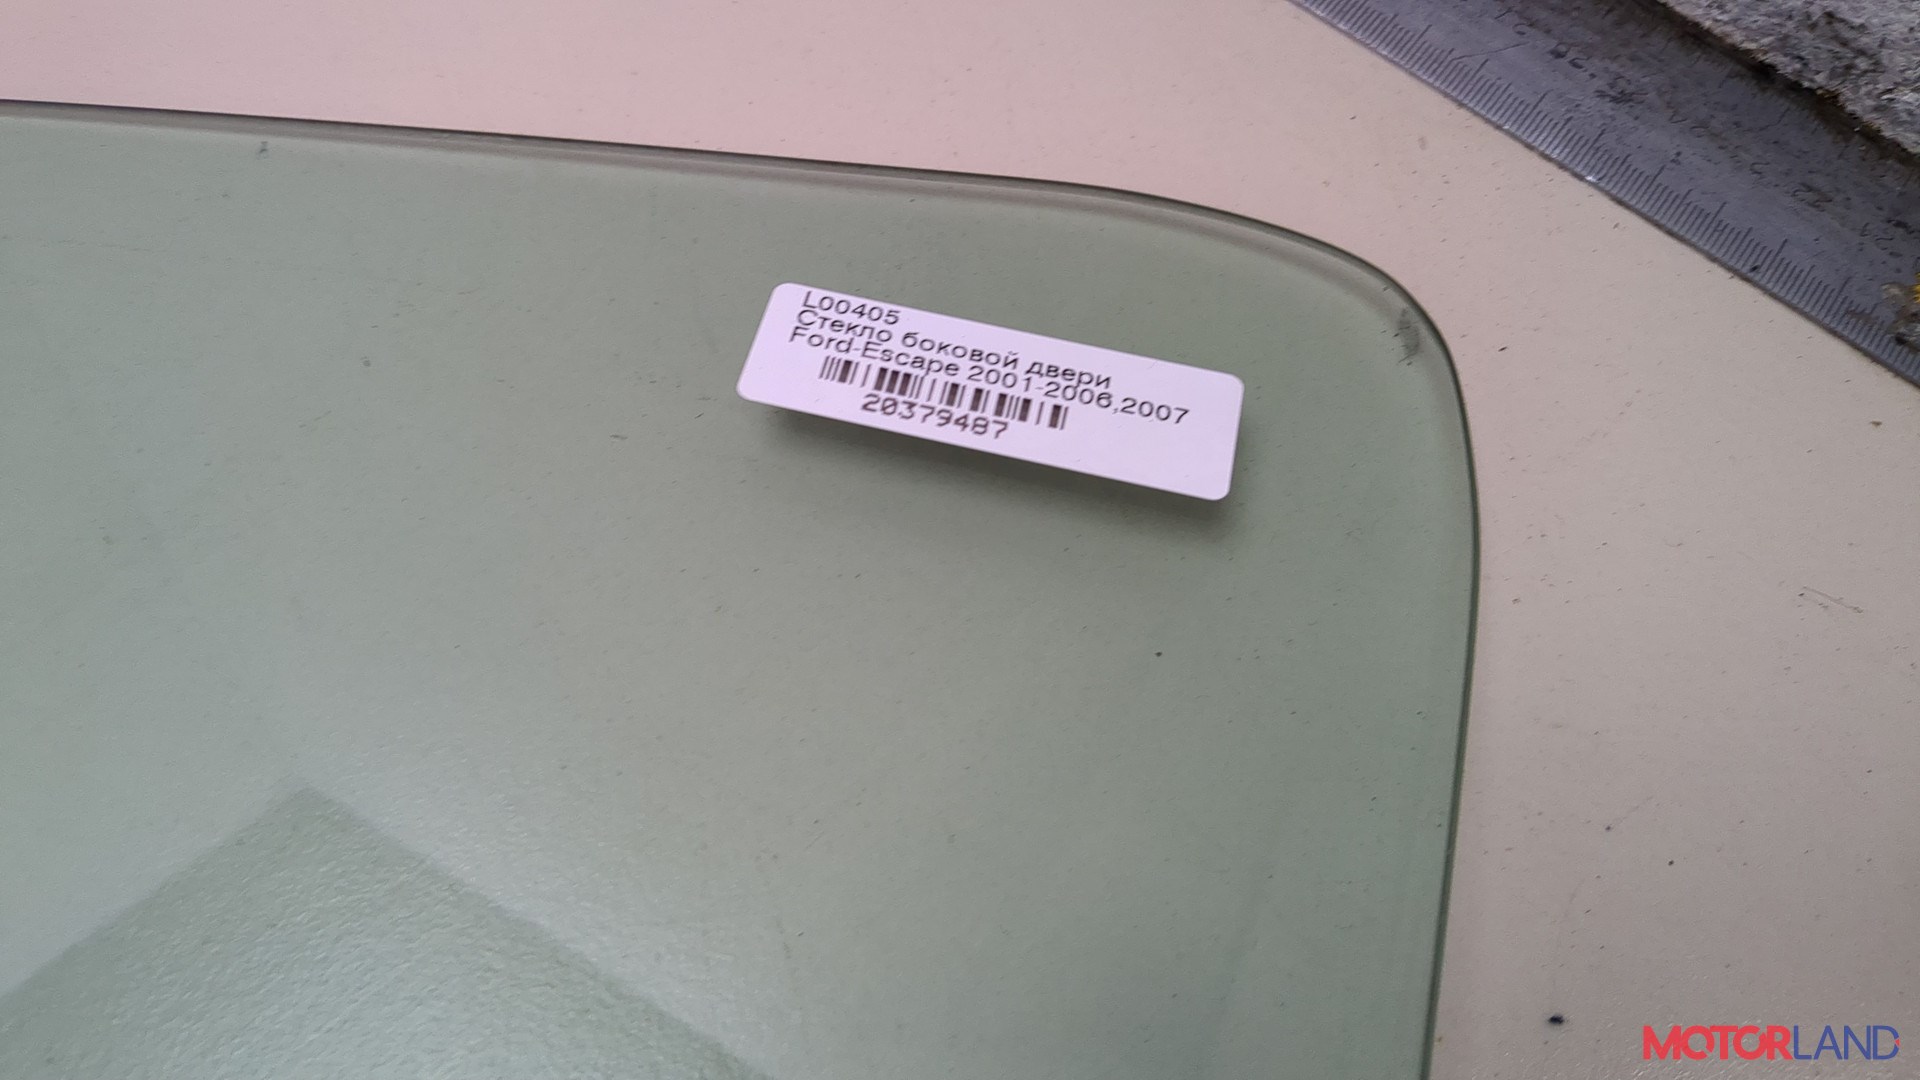 L00405
Стекло боковой двери
Ford-Escape 2001-2006,2007
20379487
MOTORLAND